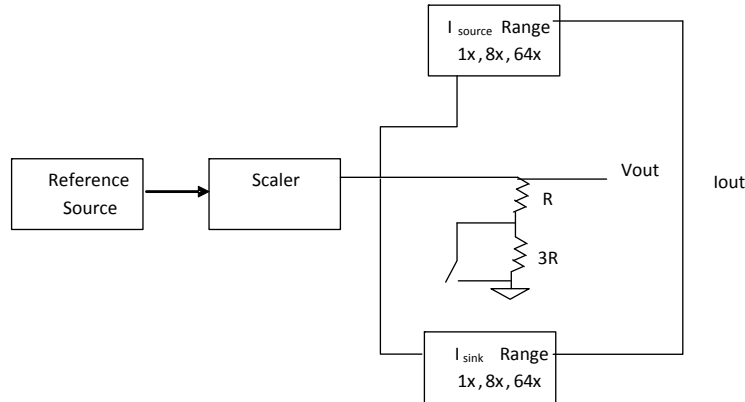 I source Range
1x, 8x, 64x
Reference
Source
Scaler
Vout
Iout
R
3R
I sink Range
1x, 8x, 64x